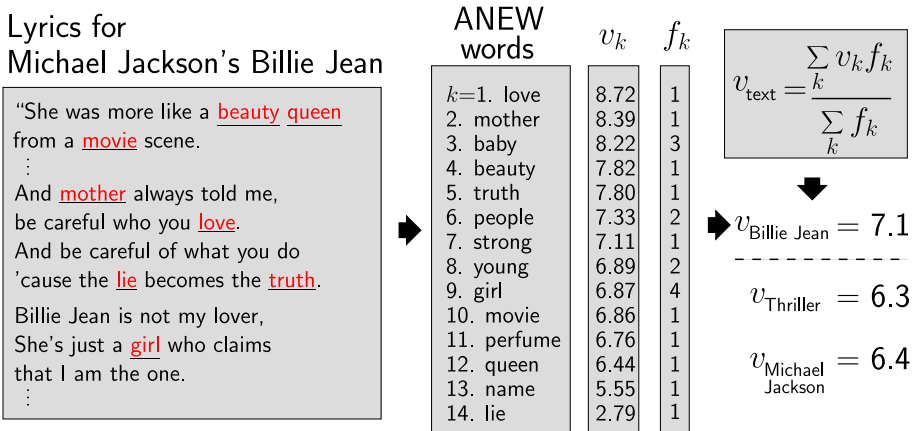 Lyrics for
Michael Jackson's Billie Jean
“She was more like a beauty queen
from a movie scene.
⋮
And mother always told me,
be careful who you love.
And be careful of what you do
'cause the lie becomes the truth.
Billie Jean is not my lover,
She's just a girl who claims
that I am the one.
⋮
ANEW
words v_k f_k
k=1. love 8.72 1
2. mother 8.39 1
3. baby 8.22 3
4. beauty 7.82 1
5. truth 7.80 1
6. people 7.33 2
7. strong 7.11 1
8. young 6.89 2
9. girl 6.87 4
10. movie 6.86 1
11. perfume 6.76 1
12. queen 6.44 1
13. name 5.55 1
14. lie 2.79 1
v_text = ∑_k v_k f_k / ∑_k f_k
v_Billie Jean = 7.1
v_Thriller = 6.3
v_Michael Jackson = 6.4